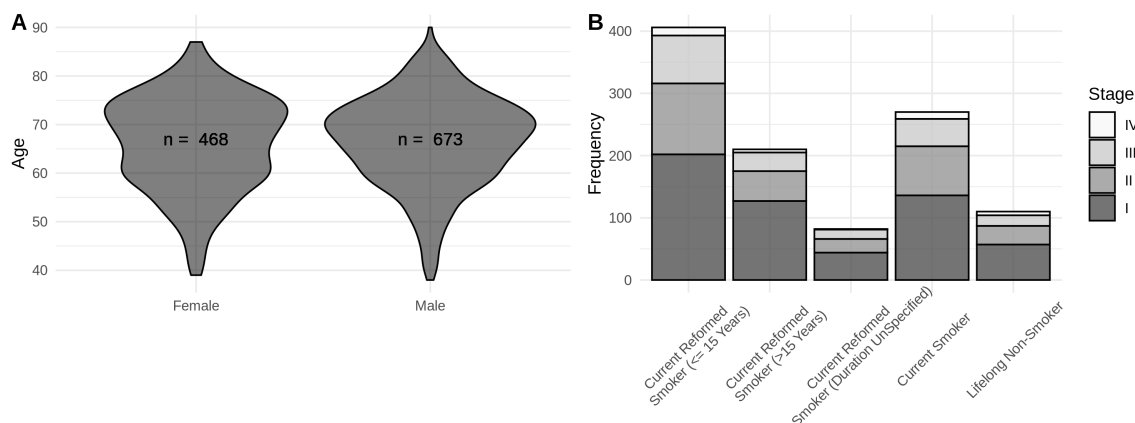 A
Age
90
80
70
60
50
40
n = 468
n = 673
Female
Male
B
Frequency
400
300
200
100
0
Current Reformed
Smoker (<= 15 Years)
Current Reformed
Smoker (>15 Years)
Current Reformed
Smoker (Duration UnSpecified)
Current Smoker
Lifelong Non-Smoker
Stage
IV
III
II
I